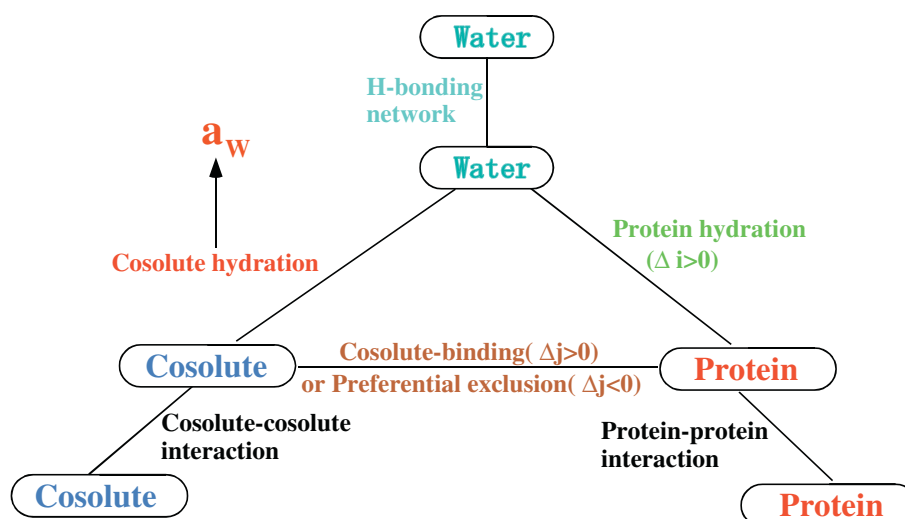 Water
H-bonding
network
a_w
Water
Protein hydration
(Δ i>0)
Cosolute hydration
Cosolute-binding( Δj>0)
Cosolute
Protein
or Preferential exclusion( Δj<0)
Cosolute-cosolute
interaction
Protein-protein
interaction
Cosolute
Protein